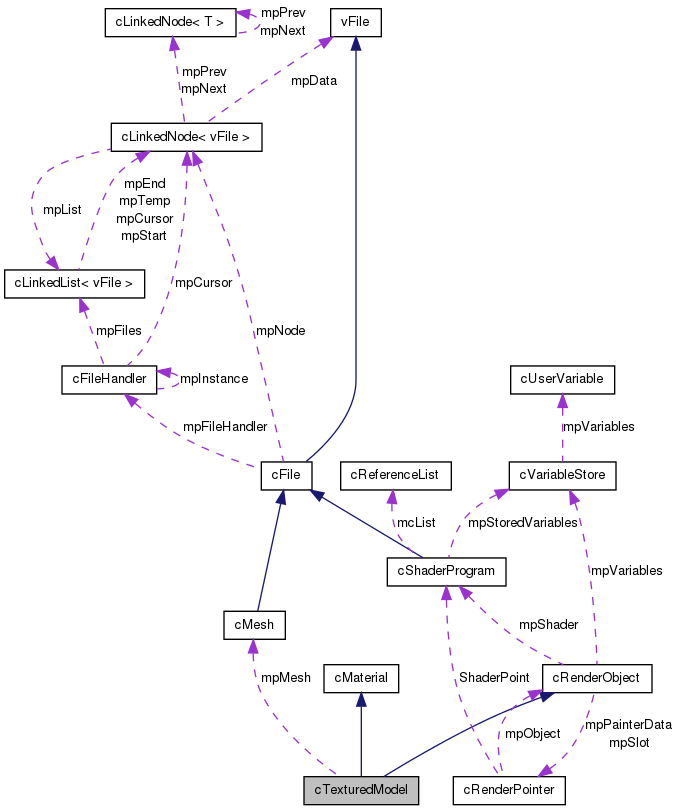 cLinkedNode< T >
mpPrev
mpNext
vFile
mpPrev
mpNext
mpData
cLinkedNode< vFile >
mpList
mpEnd
mpTemp
mpCursor
mpStart
cLinkedList< vFile >
mpCursor
mpFiles
mpNode
cFileHandler
mpInstance
cUserVariable
mpFileHandler
mpVariables
cFile
cReferenceList
cVariableStore
mcList
mpStoredVariables
cShaderProgram
mpVariables
cMesh
mpShader
mpMesh
cMaterial
ShaderPoint
cRenderObject
mpObject
mpPainterData
mpSlot
cTexturedModel
cRenderPointer